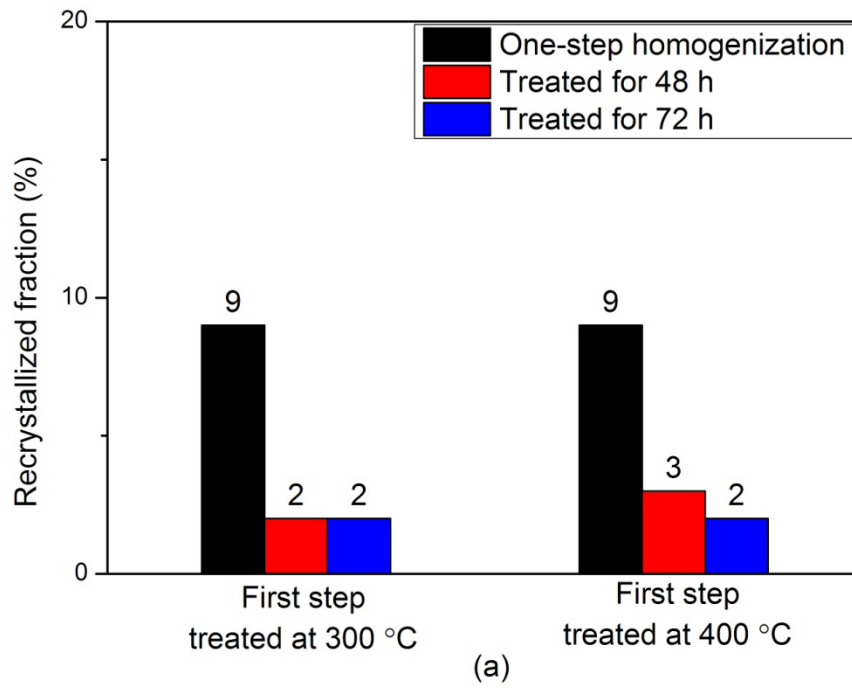 20
One-step homogenization
Treated for 48 h
Treated for 72 h
Recrystallized fraction (%)
10
9
9
2
2
3
2
0
First step
treated at 300 °C
First step
treated at 400 °C
(a)